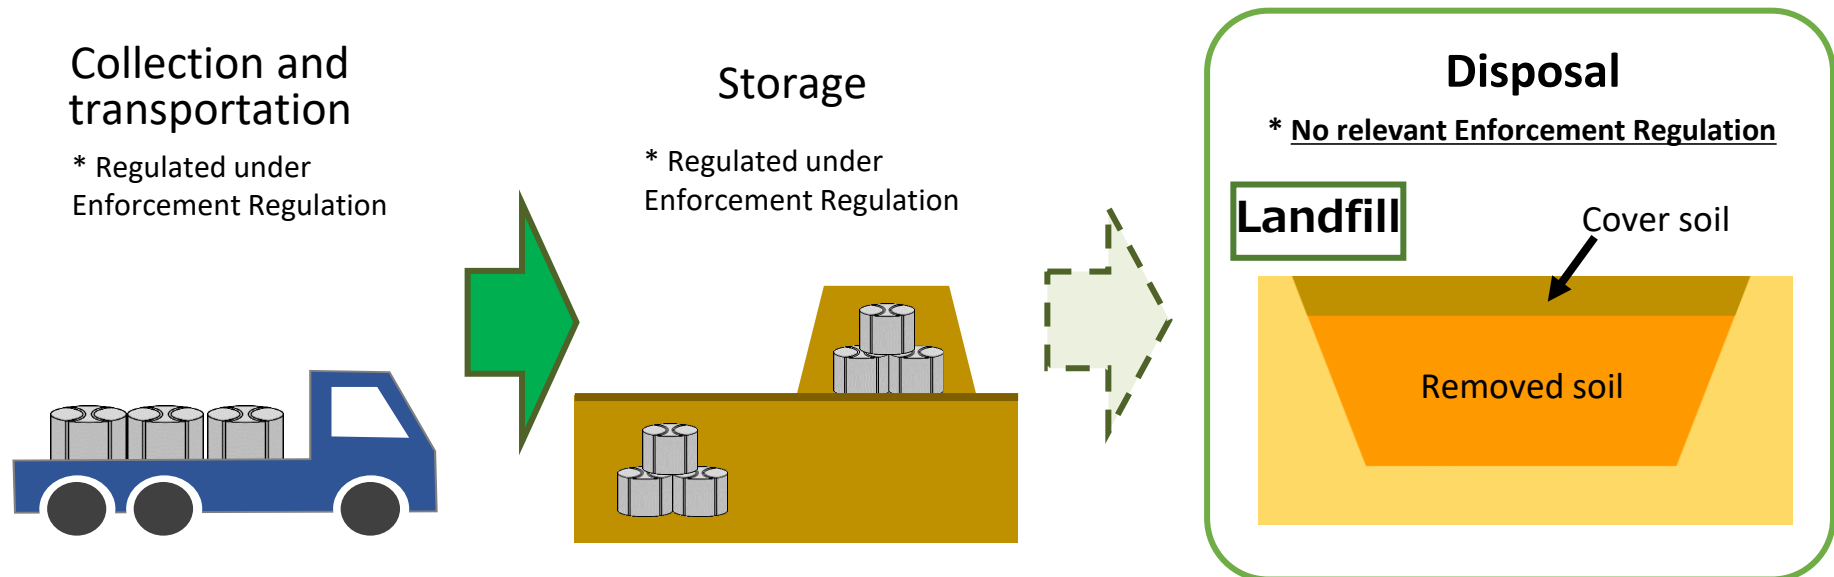 Collection and
transportation
* Regulated under
Enforcement Regulation
Storage
* Regulated under
Enforcement Regulation
Disposal
* No relevant Enforcement Regulation
Landfill
Cover soil
Removed soil